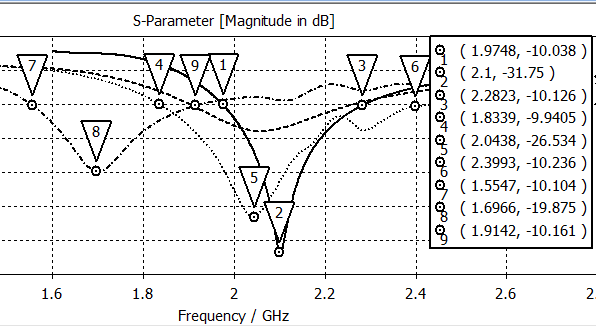 S-Parameter [Magnitude in dB]
7
4
9
1
3
6
8
5
2
1 ( 1.9748, -10.038 )
2 ( 2.1, -31.75 )
3 ( 2.2823, -10.126 )
4 ( 1.8339, -9.9405 )
5 ( 2.0438, -26.534 )
6 ( 2.3993, -10.236 )
7 ( 1.5547, -10.104 )
8 ( 1.6966, -19.875 )
9 ( 1.9142, -10.161 )
1.6 1.8 2 2.2 2.4 2.6
Frequency / GHz